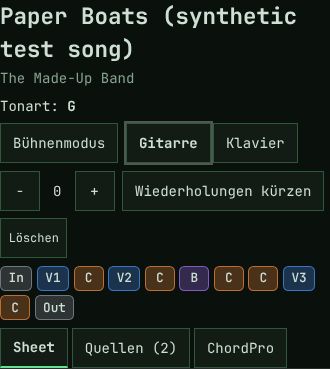 Paper Boats (synthetic
test song)
The Made-Up Band
Tonart: G
Bühnenmodus Gitarre Klavier
- 0 + Wiederholungen kürzen
Löschen
In V1 C V2 C B C C V3
C Out
Sheet Quellen (2) ChordPro